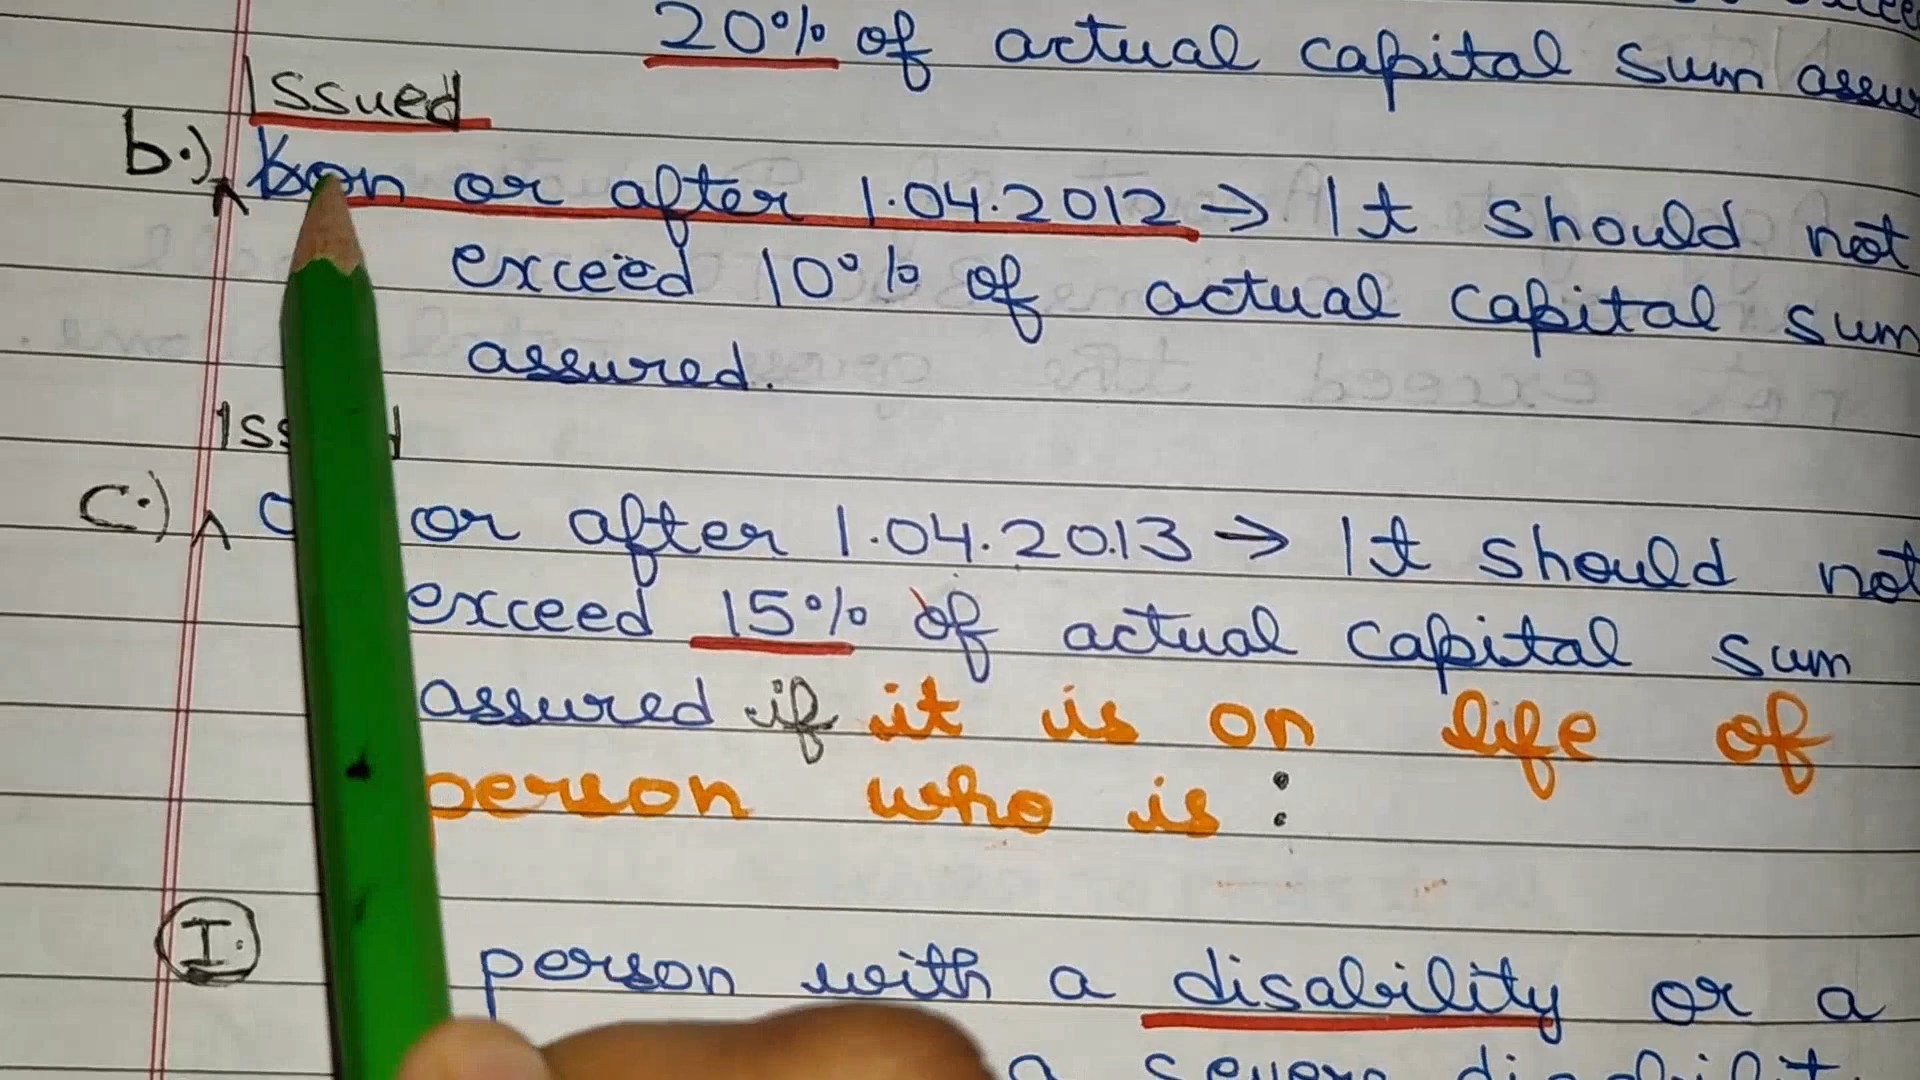 20% of actual capital sum
Issued
b.) on or after 1.04.2012 → It should not
exceed 10% of actual capital sum
assured.
c.) or after 1.04.2013 → It should not
exceed 15% of actual capital sum
assured if it is on life of
person who is :
I. person with a disability or a
a severe